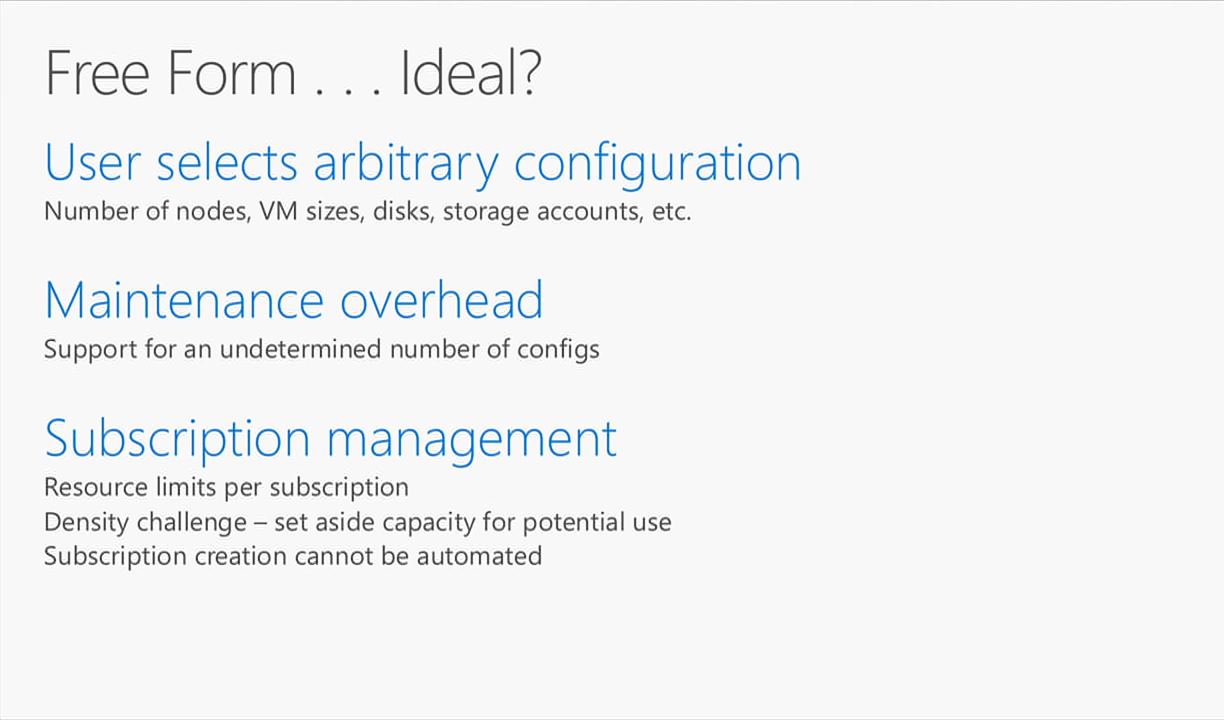 Free Form . . . Ideal?
User selects arbitrary configuration
Number of nodes, VM sizes, disks, storage accounts, etc.
Maintenance overhead
Support for an undetermined number of configs
Subscription management
Resource limits per subscription
Density challenge – set aside capacity for potential use
Subscription creation cannot be automated